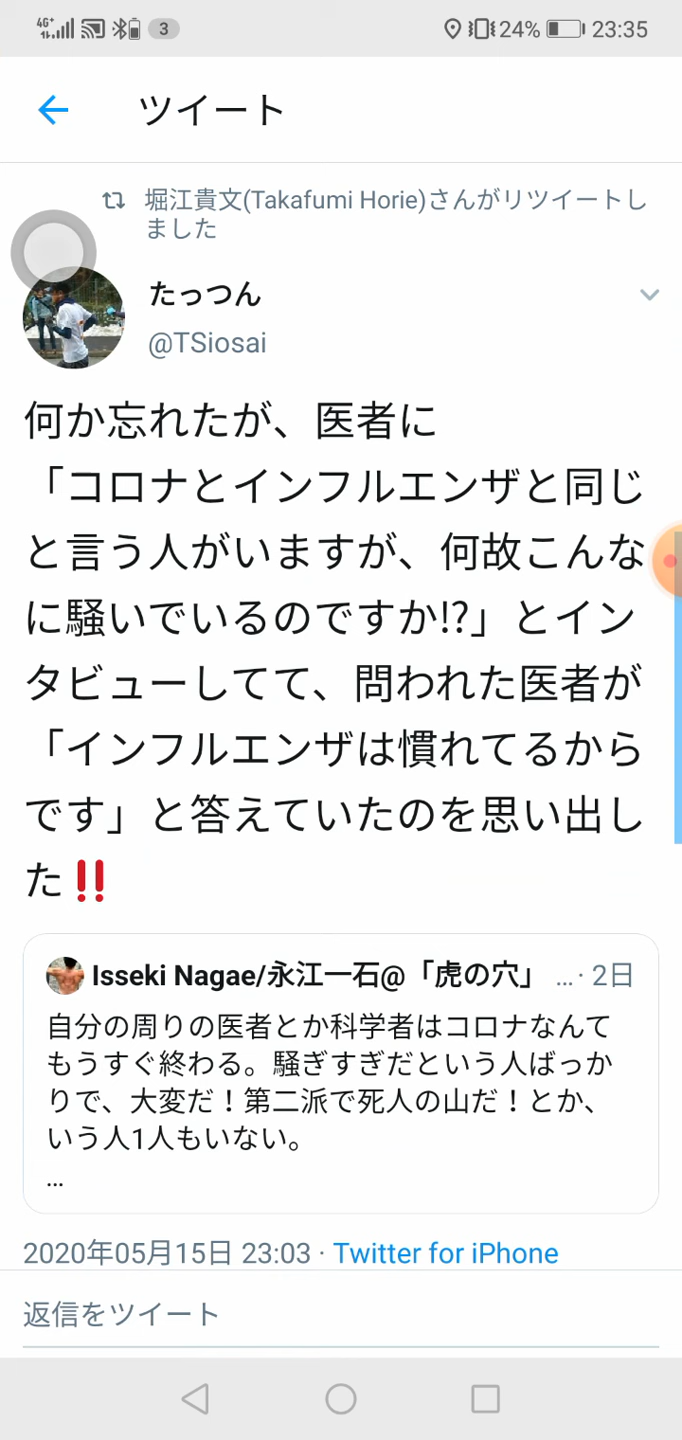 4G+ 3 24% 23:35
ツイート
堀江貴文(Takafumi Horie)さんがリツイートし
ました
たっつん
@TSiosai
何か忘れたが、医者に
「コロナとインフルエンザと同じ
と言う人がいますが、何故こんな
に騒いでいるのですか!?」とイン
タビューしてて、問われた医者が
「インフルエンザは慣れてるから
です」と答えていたのを思い出し
た‼️
Isseki Nagae/永江一石@「虎の穴」 ... · 2日
自分の周りの医者とか科学者はコロナなんて
もうすぐ終わる。騒ぎすぎだという人ばっか
りで、大変だ！第二派で死人の山だ！とか、
いう人1人もいない。
...
2020年05月15日 23:03 · Twitter for iPhone
返信をツイート